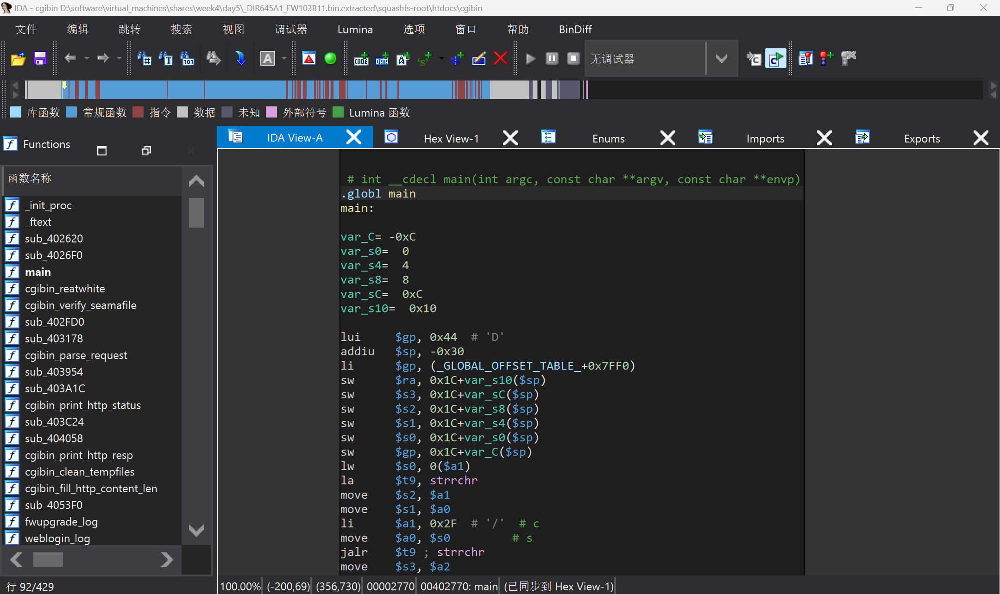 IDA - cgibin D:\software\virtual_machines\shares\week4\day5\_DIR645A1_FW103B11.bin.extracted\squashfs-root\htdocs\cgibin
文件 编辑 跳转 搜索 视图 调试器 Lumina 选项 窗口 帮助 BinDiff
无调试器
库函数 常规函数 指令 数据 未知 外部符号 Lumina 函数
Functions
IDA View-A Hex View-1 Enums Imports Exports
函数名称
_init_proc
_ftext
sub_402620
sub_4026F0
main
cgibin_reatwhite
cgibin_verify_seamafile
sub_402FD0
sub_403178
cgibin_parse_request
sub_403954
sub_403A1C
cgibin_print_http_status
sub_403C24
sub_404058
cgibin_print_http_resp
cgibin_clean_tempfiles
cgibin_fill_http_content_len
sub_4053F0
fwupgrade_log
weblogin_log
行 92/429
# int __cdecl main(int argc, const char **argv, const char **envp)
.globl main
main:
var_C= -0xC
var_s0=  0
var_s4=  4
var_s8=  8
var_sC=  0xC
var_s10=  0x10
lui     $gp, 0x44  # 'D'
addiu   $sp, -0x30
li      $gp, (_GLOBAL_OFFSET_TABLE_+0x7FF0)
sw      $ra, 0x1C+var_s10($sp)
sw      $s3, 0x1C+var_sC($sp)
sw      $s2, 0x1C+var_s8($sp)
sw      $s1, 0x1C+var_s4($sp)
sw      $s0, 0x1C+var_s0($sp)
sw      $gp, 0x1C+var_C($sp)
lw      $s0, 0($a1)
la      $t9, strrchr
move    $s2, $a1
move    $s1, $a0
li      $a1, 0x2F  # '/'  # c
move    $a0, $s0         # s
jalr    $t9 ; strrchr
move    $s3, $a2
100.00% (-200,69) (356,730) 00002770 00402770: main (已同步到 Hex View-1)